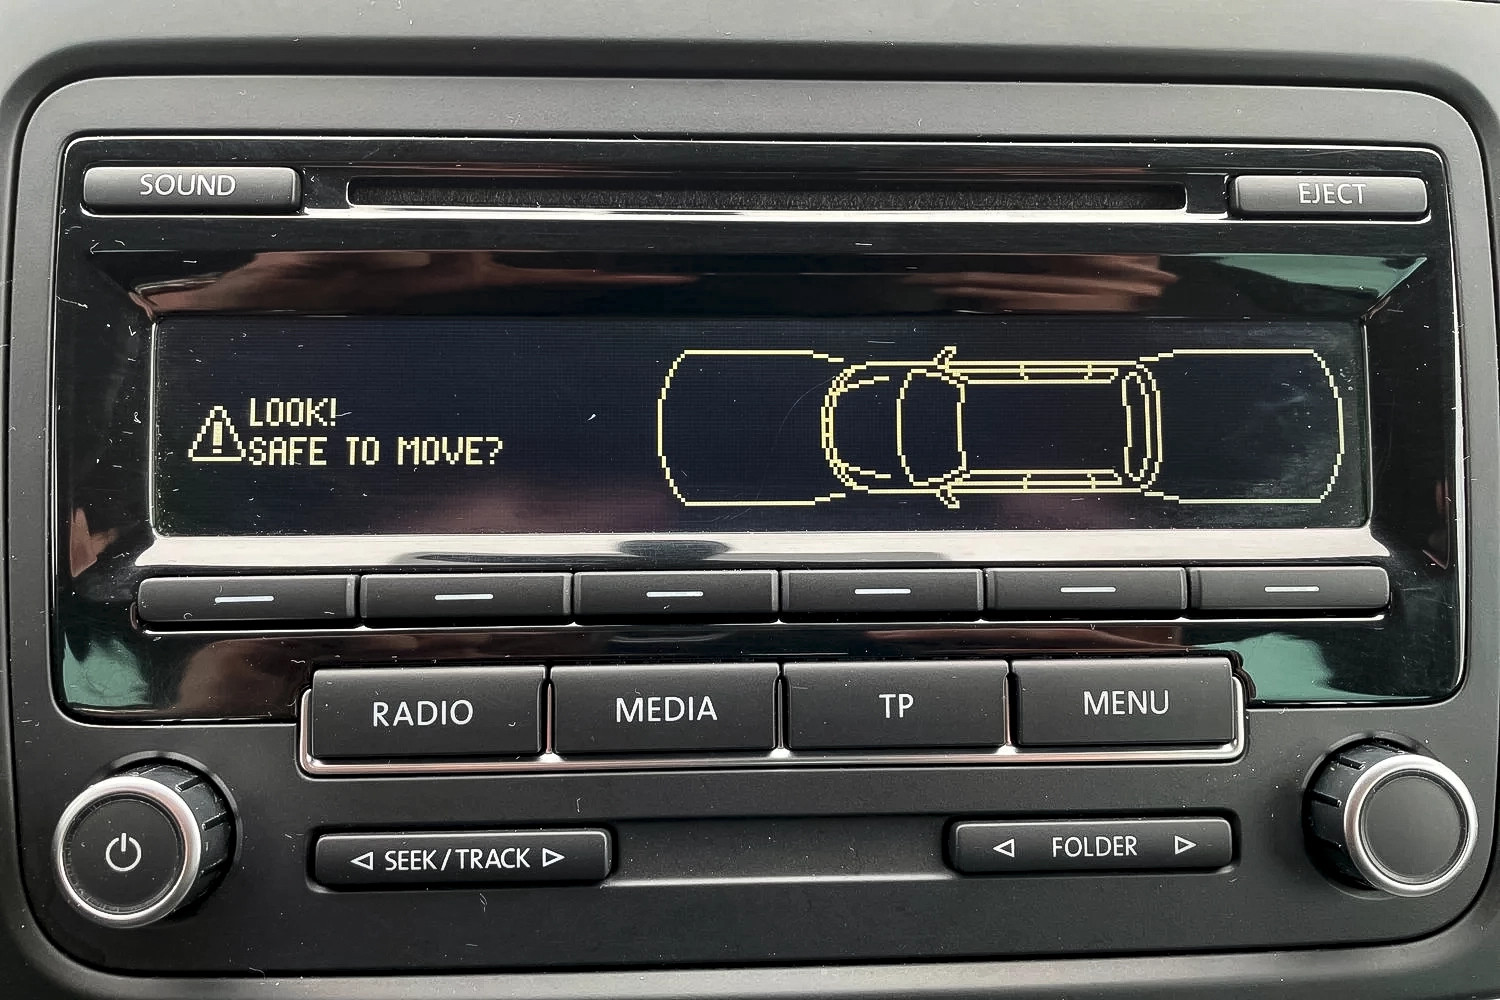 SOUND
EJECT
LOOK!
SAFE TO MOVE?
RADIO
MEDIA
TP
MENU
SEEK/TRACK
FOLDER